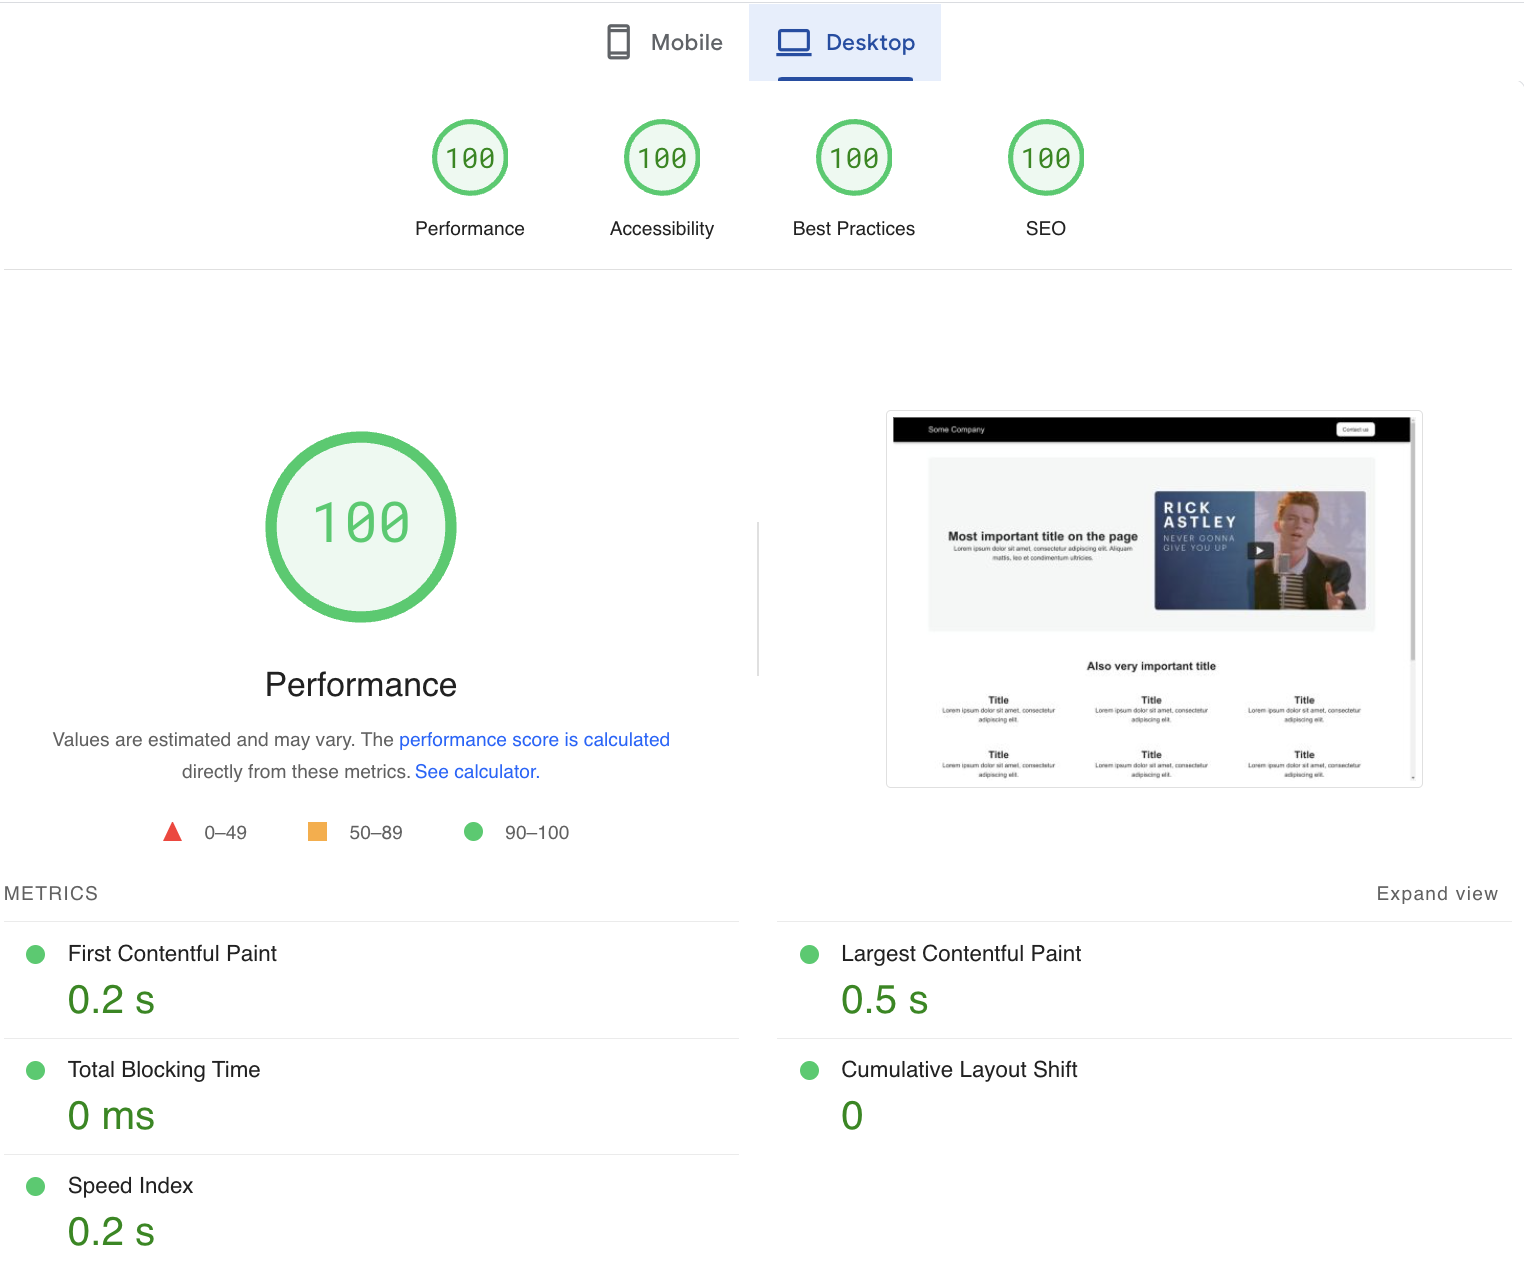 Mobile
Desktop
100
100
100
100
Performance
Accessibility
Best Practices
SEO
100
Performance
Values are estimated and may vary. The performance score is calculated
directly from these metrics. See calculator.
0–49
50–89
90–100
Some Company
Contact us
Most important title on the page
Lorem ipsum dolor sit amet, consectetur adipiscing elit. Aliquam
mattis, leo et condimentum ultricies.
RICK
ASTLEY
NEVER GONNA
GIVE YOU UP
Also very important title
Title
Title
Title
Lorem ipsum dolor sit amet, consectetur
adipiscing elit.
Lorem ipsum dolor sit amet, consectetur
adipiscing elit.
Lorem ipsum dolor sit amet, consectetur
adipiscing elit.
Title
Title
Title
Lorem ipsum dolor sit amet, consectetur
adipiscing elit.
Lorem ipsum dolor sit amet, consectetur
adipiscing elit.
Lorem ipsum dolor sit amet, consectetur
adipiscing elit.
METRICS
Expand view
First Contentful Paint
0.2 s
Largest Contentful Paint
0.5 s
Total Blocking Time
0 ms
Cumulative Layout Shift
0
Speed Index
0.2 s